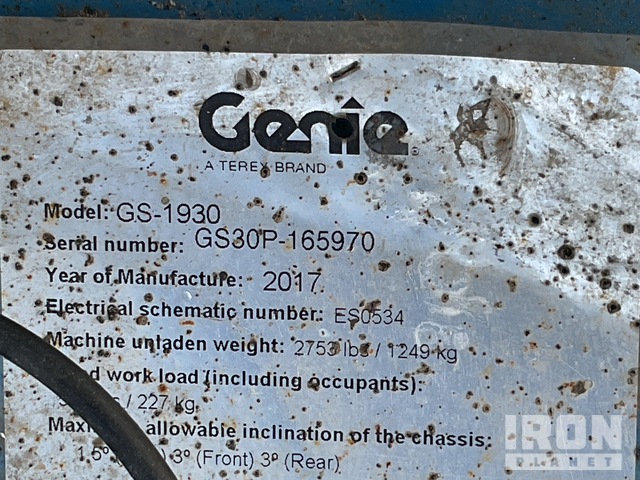 Genie
A TEREX BRAND
Model: GS-1930
Serial number: GS30P-165970
Year of Manufacture: 2017
Electrical schematic number: ES0534
Machine unladen weight: 2753 lbs / 1249 kg
work load (including occupants):
/ 227 kg
allowable inclination of the chassis:
1.5° 3° (Front) 3° (Rear)
IRON
PLANET